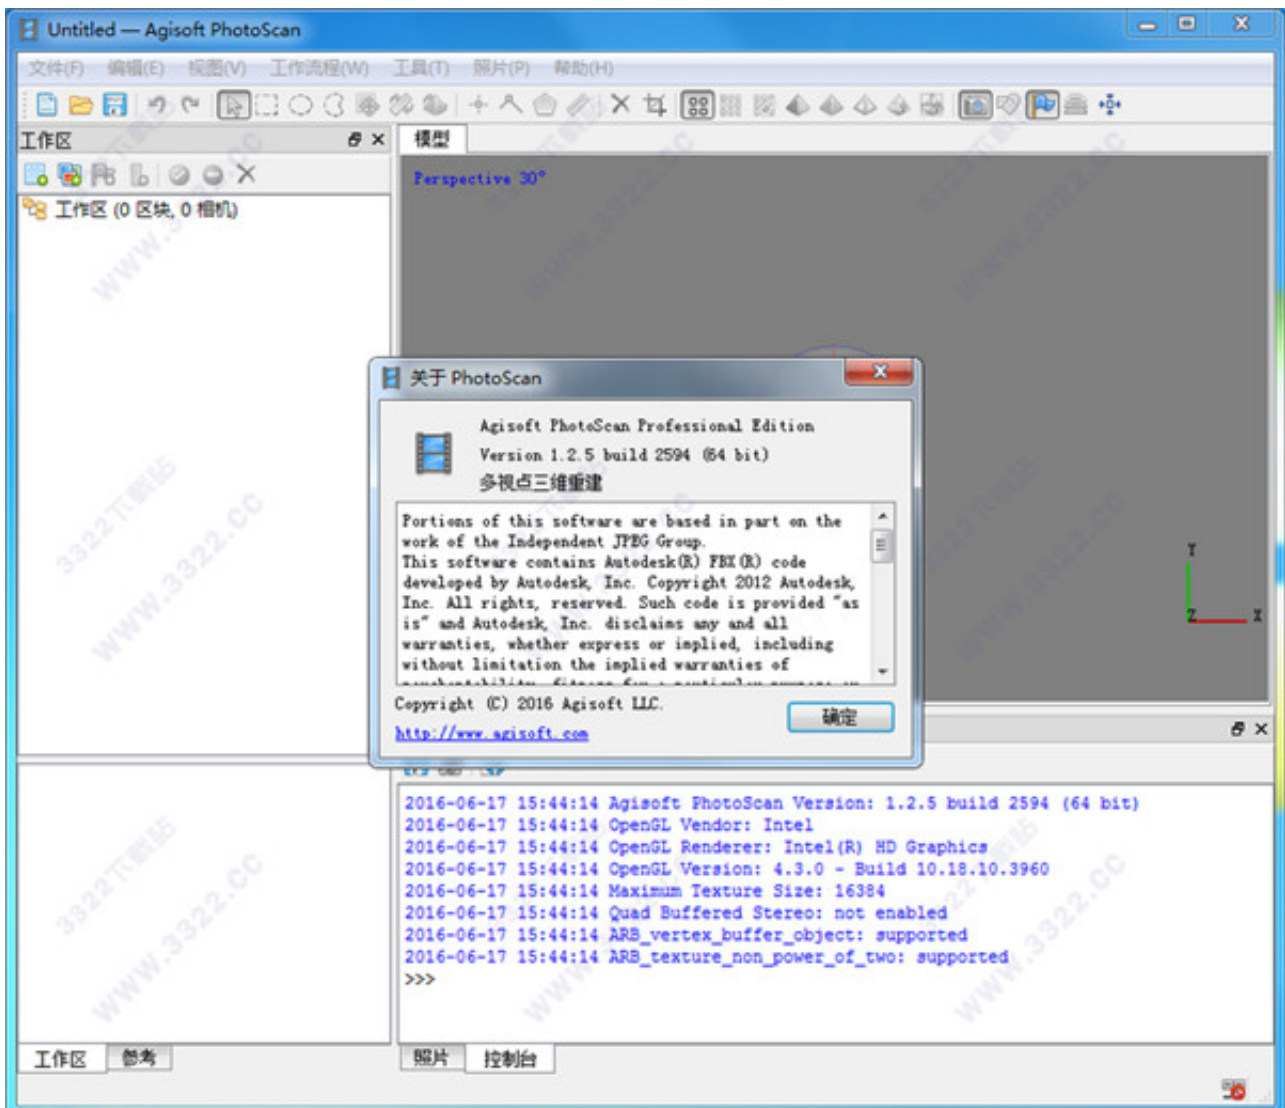 Untitled — Agisoft PhotoScan
文件(F) 编辑(E) 视图(V) 工作流程(W) 工具(T) 照片(P) 帮助(H)
工作区
模型
Perspective 30°
工作区 (0 区块, 0 相机)
关于 PhotoScan
Agisoft PhotoScan Professional Edition
Version 1.2.5 build 2594 (64 bit)
多视点三维重建
Portions of this software are based in part on the
work of the Independent JPEG Group.
This software contains Autodesk(R) FBX(R) code
developed by Autodesk, Inc. Copyright 2012 Autodesk,
Inc. All rights, reserved. Such code is provided "as
is" and Autodesk, Inc. disclaims any and all
warranties, whether express or implied, including
without limitation the implied warranties of
Copyright (C) 2016 Agisoft LLC.
http://www.agisoft.com
确定
Y
Z X
2016-06-17 15:44:14 Agisoft PhotoScan Version: 1.2.5 build 2594 (64 bit)
2016-06-17 15:44:14 OpenGL Vendor: Intel
2016-06-17 15:44:14 OpenGL Renderer: Intel(R) HD Graphics
2016-06-17 15:44:14 OpenGL Version: 4.3.0 - Build 10.18.10.3960
2016-06-17 15:44:14 Maximum Texture Size: 16384
2016-06-17 15:44:14 Quad Buffered Stereo: not enabled
2016-06-17 15:44:14 ARB_vertex_buffer_object: supported
2016-06-17 15:44:14 ARB_texture_non_power_of_two: supported
>>>
工作区 参考
照片 控制台
3322下载站
WWW.3322.CC